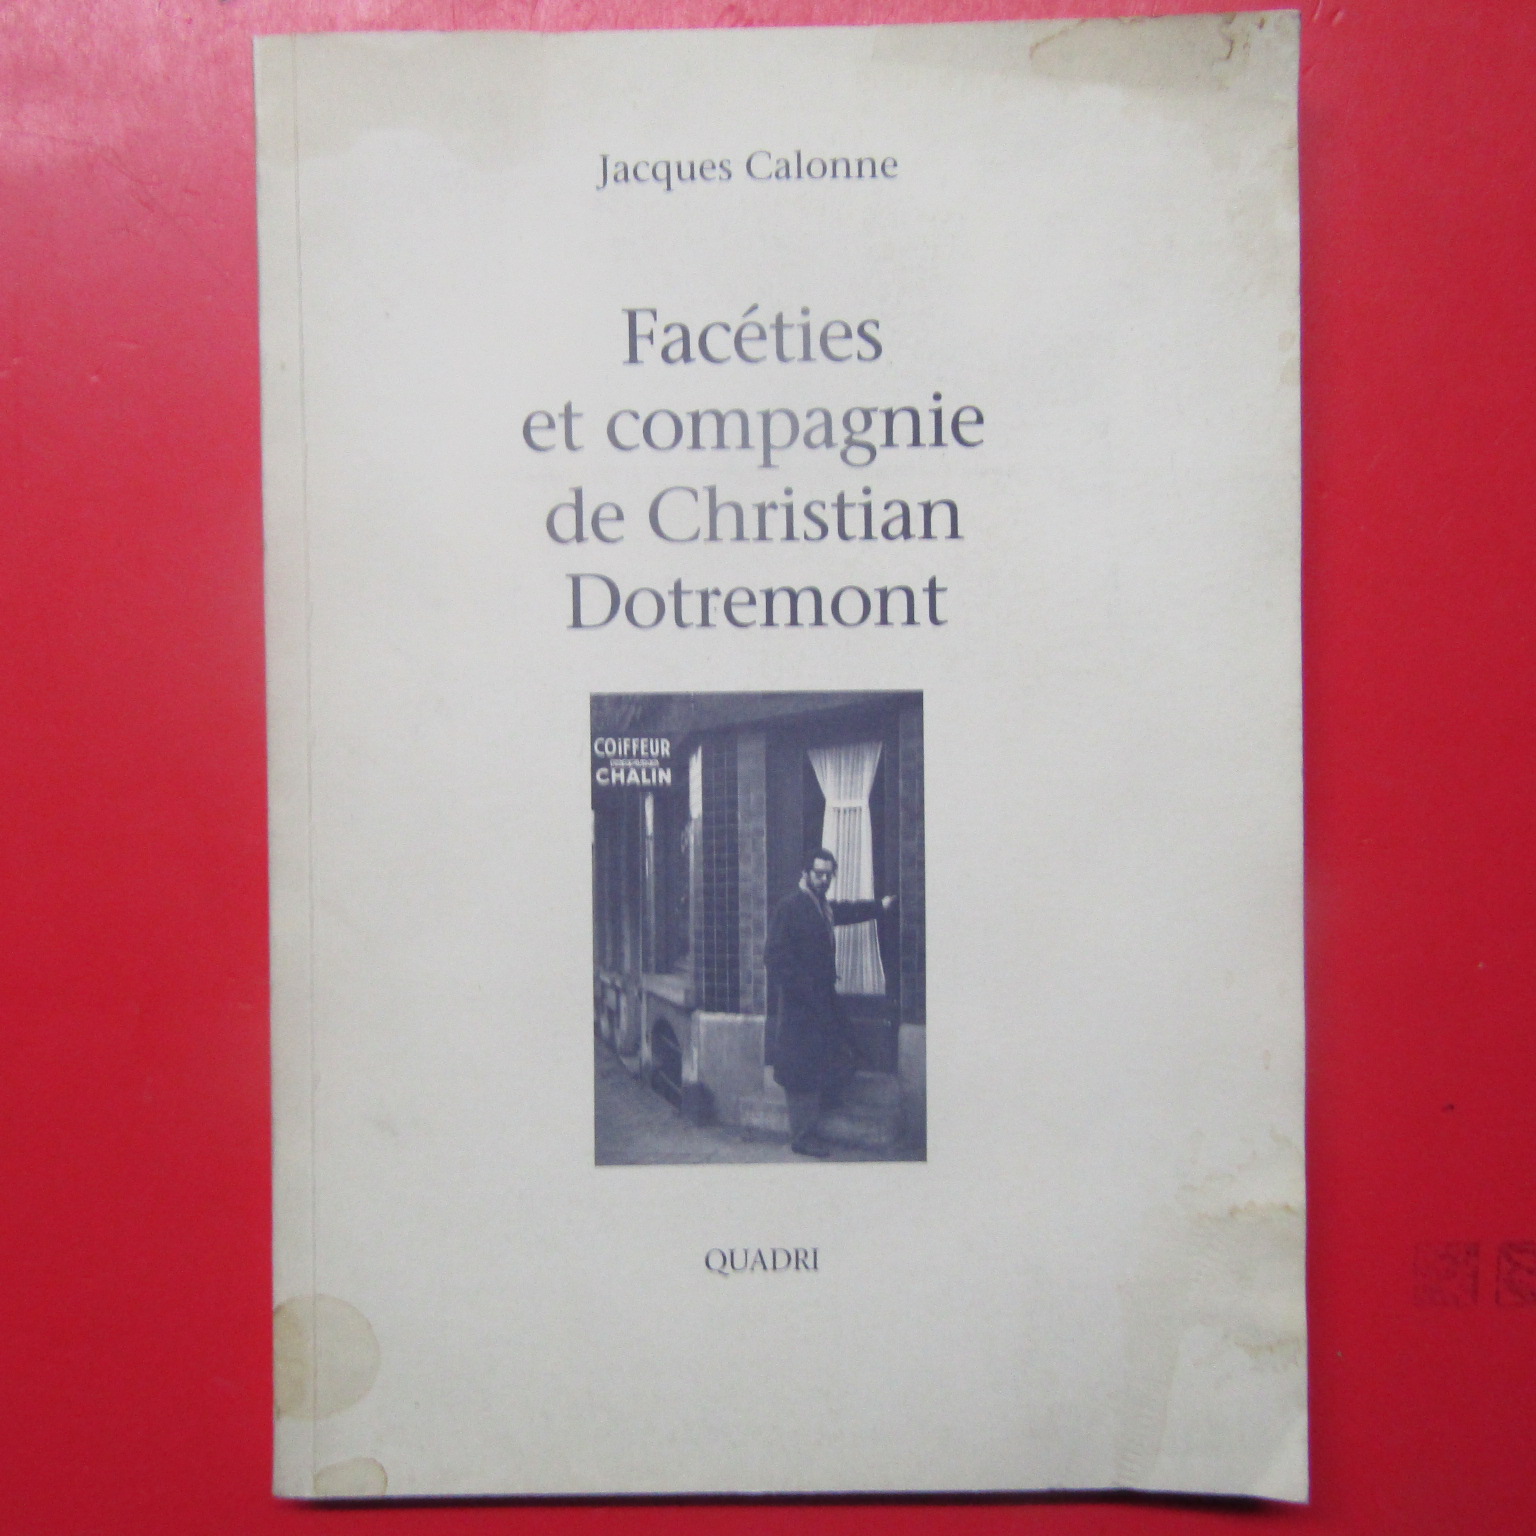 Jacques Calonne
Facéties
et compagnie
de Christian
Dotremont
COiFFEUR
CHALIN
QUADRI